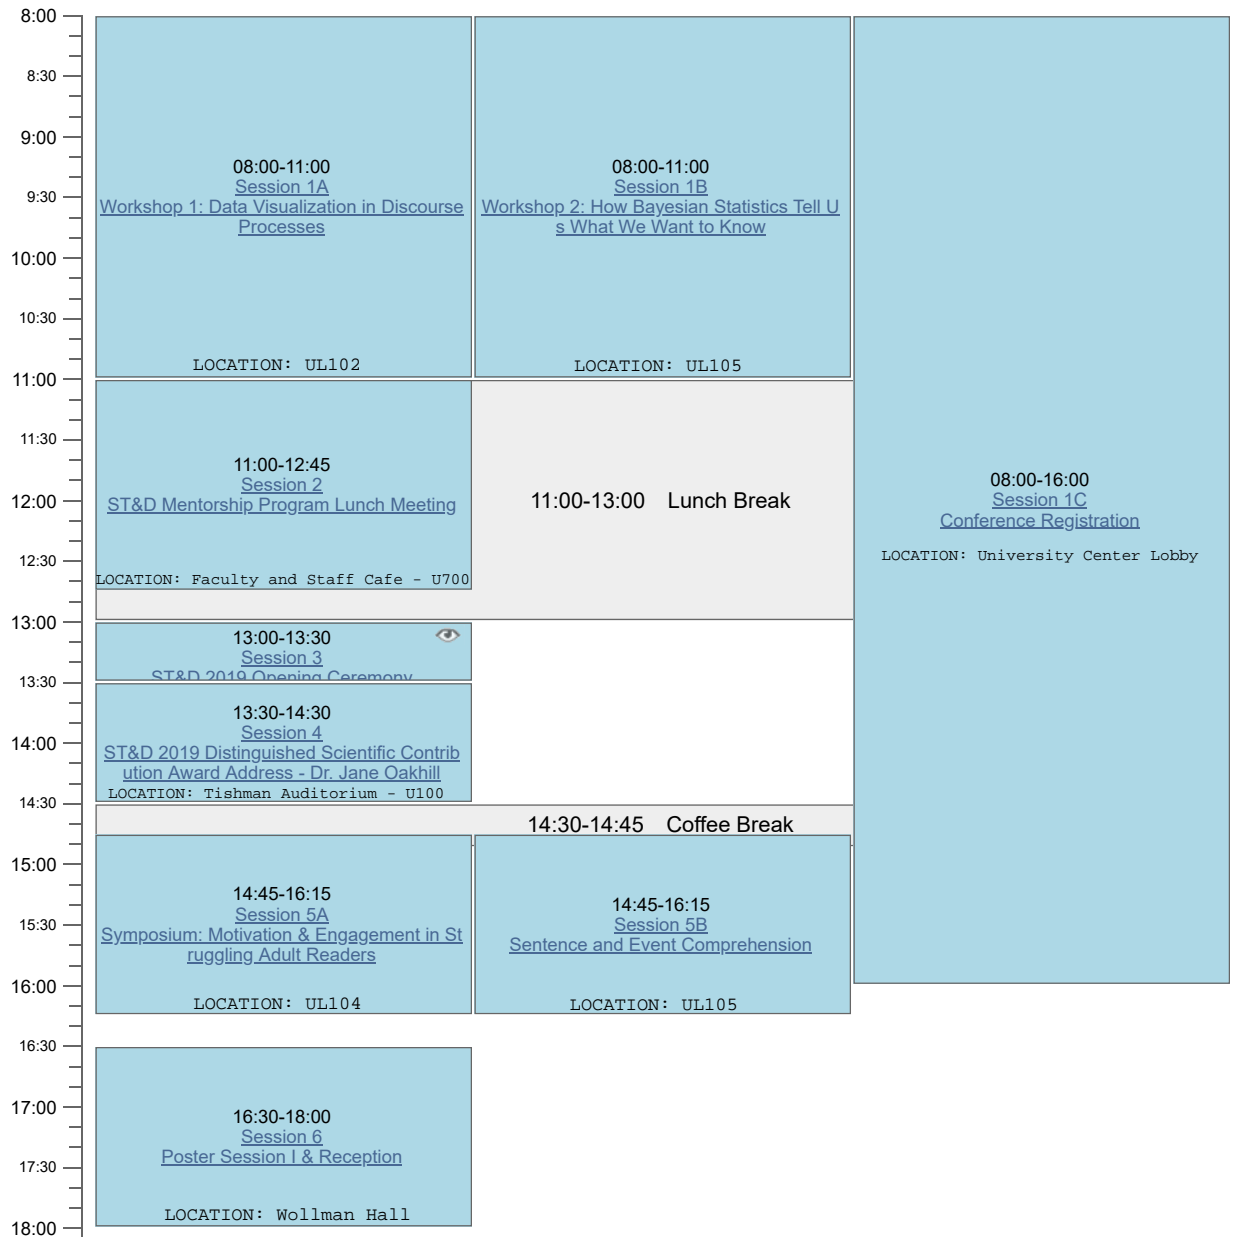 8:00
8:30
9:00
9:30
10:00
10:30
11:00
11:30
12:00
12:30
13:00
13:30
14:00
14:30
15:00
15:30
16:00
16:30
17:00
17:30
18:00
08:00-11:00
Session 1A
Workshop 1: Data Visualization in Discourse
Processes
LOCATION: UL102
08:00-11:00
Session 1B
Workshop 2: How Bayesian Statistics Tell U
s What We Want to Know
LOCATION: UL105
08:00-16:00
Session 1C
Conference Registration
LOCATION: University Center Lobby
11:00-12:45
Session 2
ST&D Mentorship Program Lunch Meeting
LOCATION: Faculty and Staff Cafe - U700
11:00-13:00 Lunch Break
13:00-13:30
Session 3
ST&D 2019 Opening Ceremony
13:30-14:30
Session 4
ST&D 2019 Distinguished Scientific Contrib
ution Award Address - Dr. Jane Oakhill
LOCATION: Tishman Auditorium - U100
14:30-14:45 Coffee Break
14:45-16:15
Session 5A
Symposium: Motivation & Engagement in St
ruggling Adult Readers
LOCATION: UL104
14:45-16:15
Session 5B
Sentence and Event Comprehension
LOCATION: UL105
16:30-18:00
Session 6
Poster Session I & Reception
LOCATION: Wollman Hall